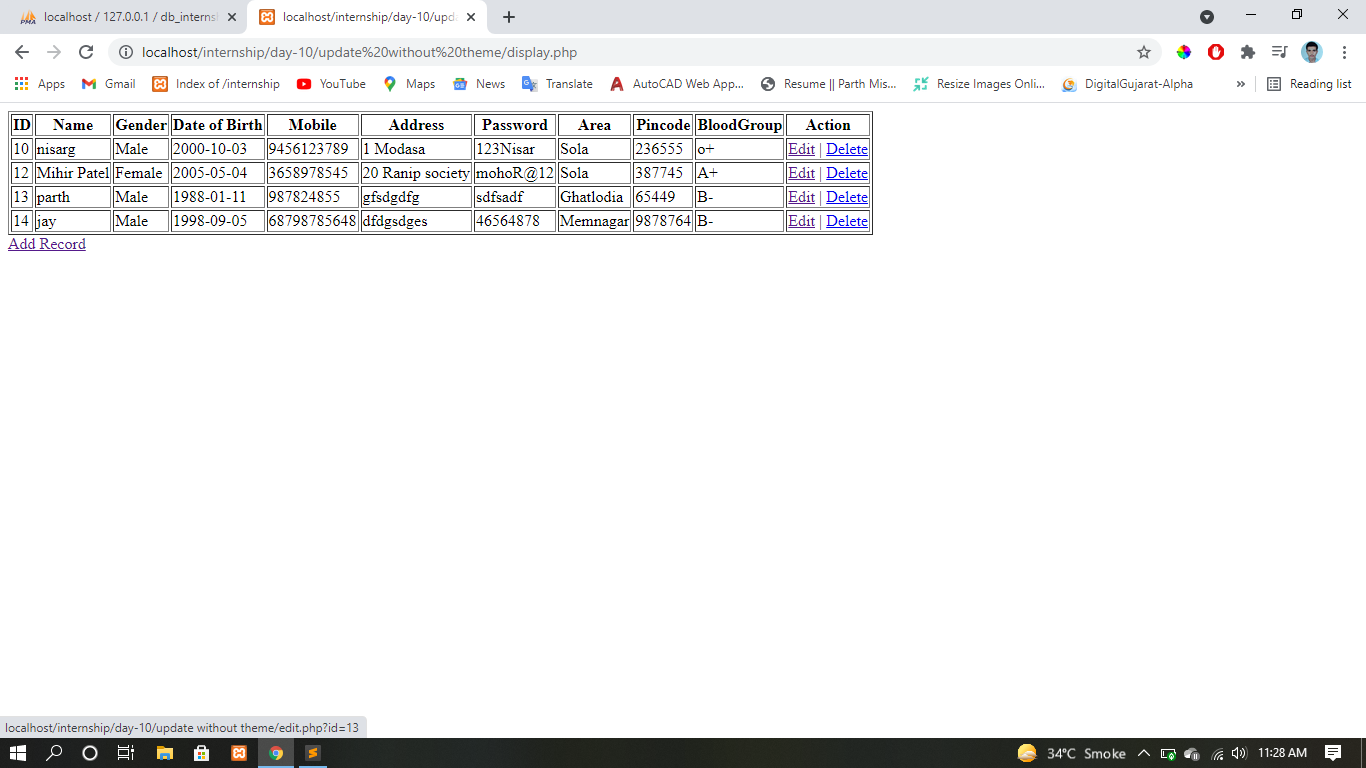 localhost / 127.0.0.1 / db_interns
localhost/internship/day-10/upda
localhost/internship/day-10/update%20without%20theme/display.php
Apps Gmail Index of /internship YouTube Maps News Translate AutoCAD Web App... Resume || Parth Mis... Resize Images Onli... DigitalGujarat-Alpha » Reading list
ID Name Gender Date of Birth Mobile Address Password Area Pincode BloodGroup Action
10 nisarg Male 2000-10-03 9456123789 1 Modasa 123Nisar Sola 236555 o+ Edit | Delete
12 Mihir Patel Female 2005-05-04 3658978545 20 Ranip society mohoR@12 Sola 387745 A+ Edit | Delete
13 parth Male 1988-01-11 987824855 gfsdgdfg sdfsadf Ghatlodia 65449 B- Edit | Delete
14 jay Male 1998-09-05 68798785648 dfdgsdges 46564878 Memnagar 9878764 B- Edit | Delete
Add Record
localhost/internship/day-10/update without theme/edit.php?id=13
34°C Smoke 11:28 AM